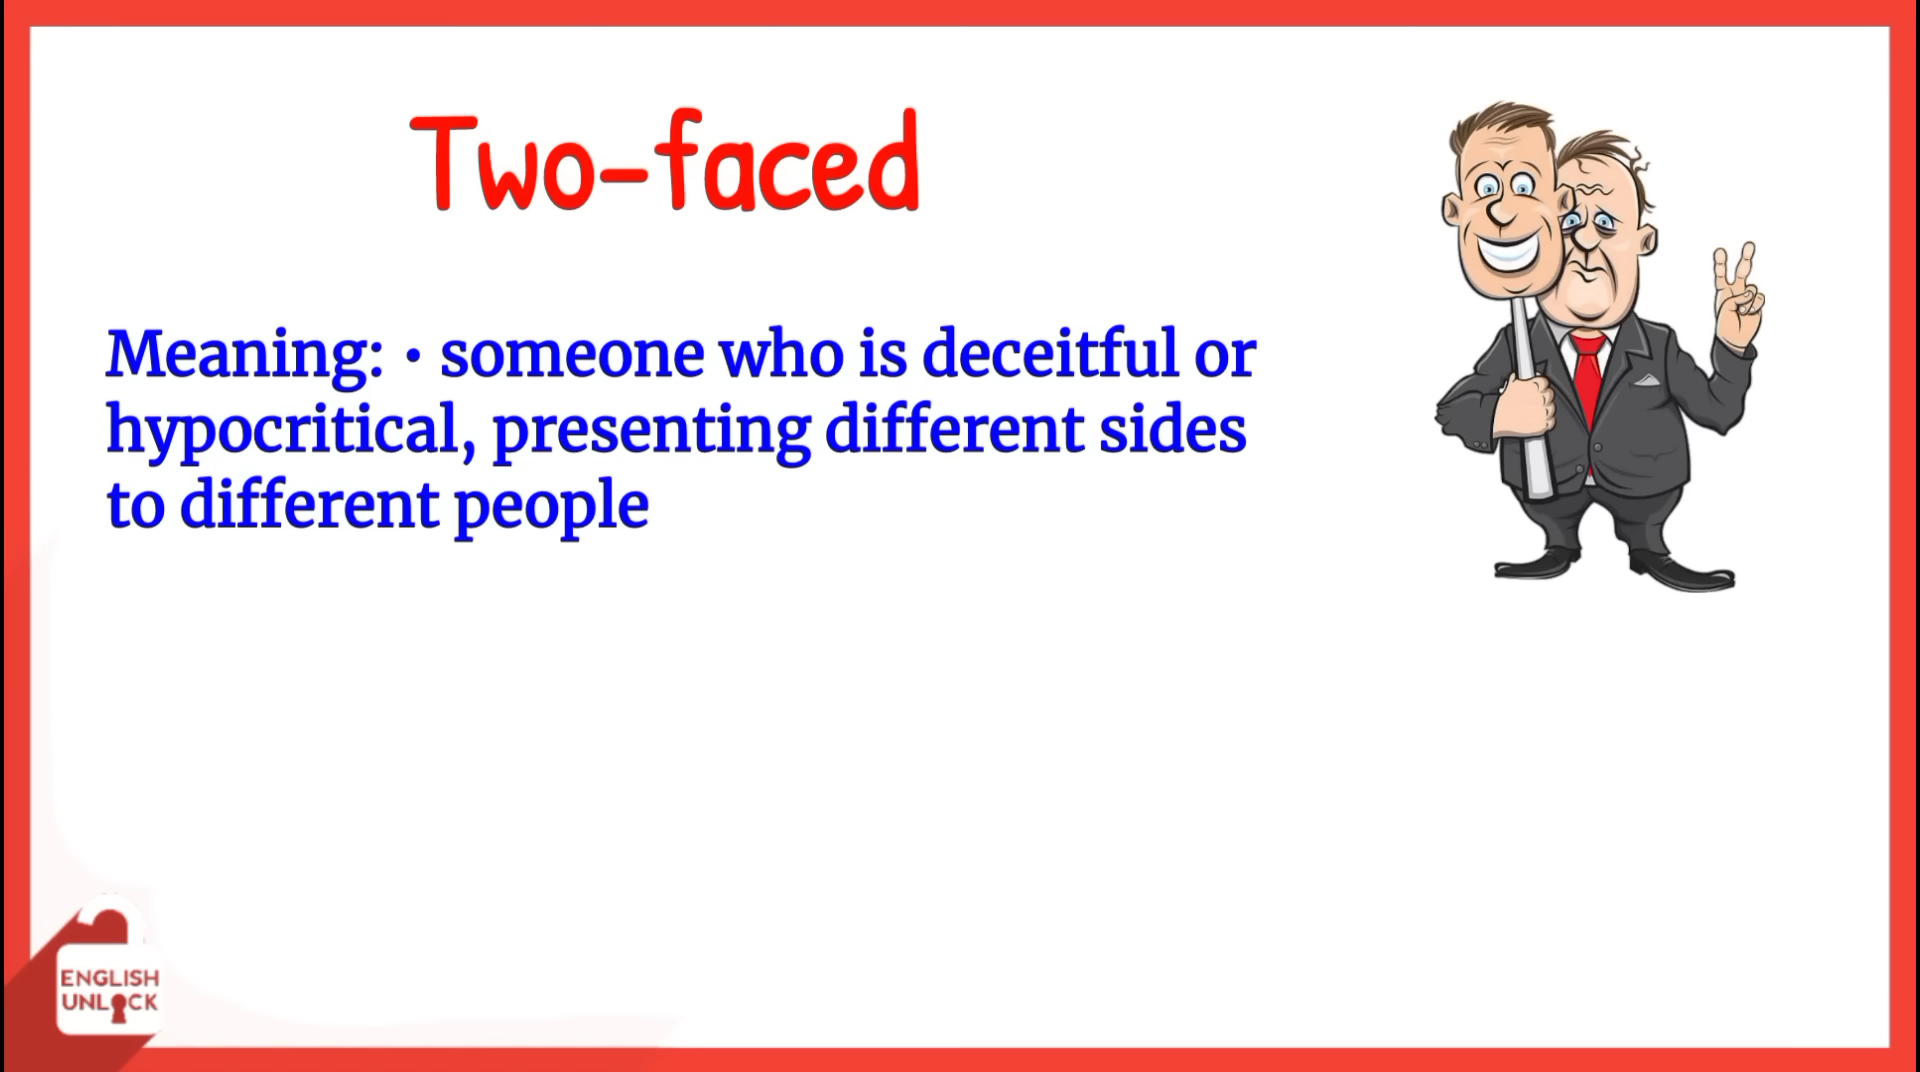 Two-faced
Meaning: • someone who is deceitful or
hypocritical, presenting different sides
to different people
ENGLISH
UNLOCK